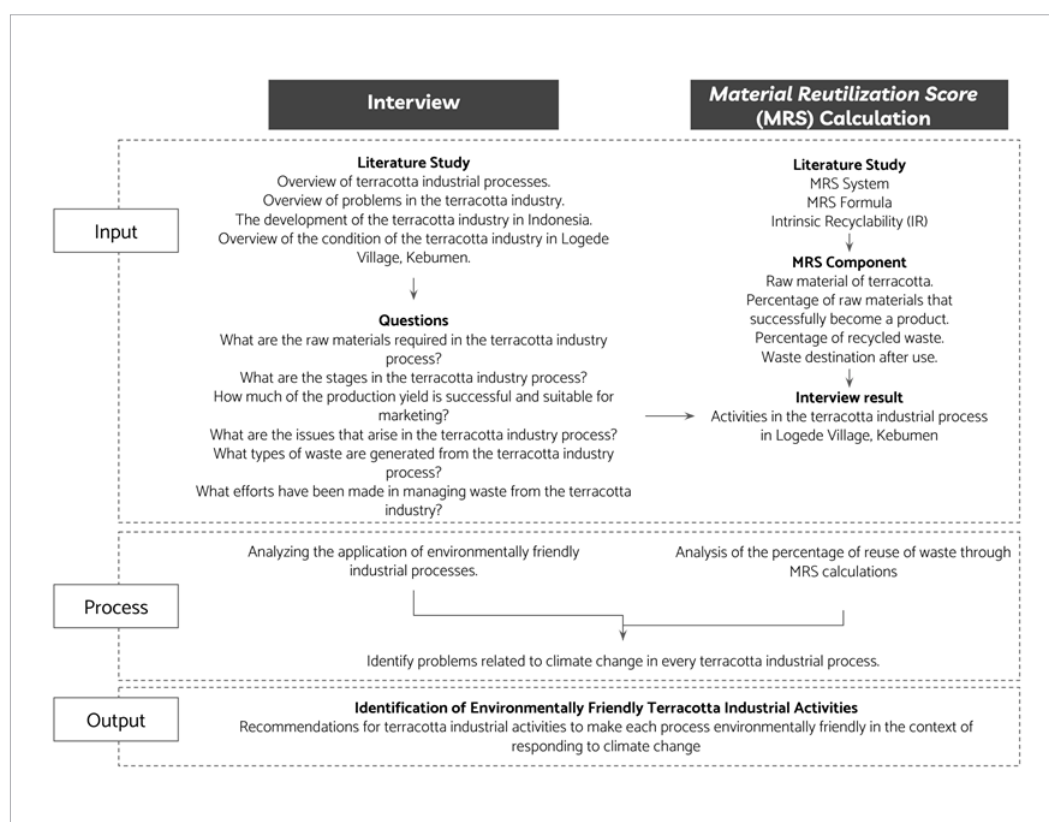 Interview
Material Reutilization Score
(MRS) Calculation
Input
Literature Study
Overview of terracotta industrial processes.
Overview of problems in the terracotta industry.
The development of the terracotta industry in Indonesia.
Overview of the condition of the terracotta industry in Logede
Village, Kebumen.
Questions
What are the raw materials required in the terracotta industry
process?
What are the stages in the terracotta industry process?
How much of the production yield is successful and suitable for
marketing?
What are the issues that arise in the terracotta industry process?
What types of waste are generated from the terracotta industry
process?
What efforts have been made in managing waste from the terracotta
industry?
Literature Study
MRS System
MRS Formula
Intrinsic Recyclability (IR)
MRS Component
Raw material of terracotta.
Percentage of raw materials that
successfully become a product.
Percentage of recycled waste.
Waste destination after use.
Interview result
Activities in the terracotta industrial process
in Logede Village, Kebumen
Process
Analyzing the application of environmentally friendly
industrial processes.
Analysis of the percentage of reuse of waste through
MRS calculations
Identify problems related to climate change in every terracotta industrial process.
Output
Identification of Environmentally Friendly Terracotta Industrial Activities
Recommendations for terracotta industrial activities to make each process environmentally friendly in the context of
responding to climate change